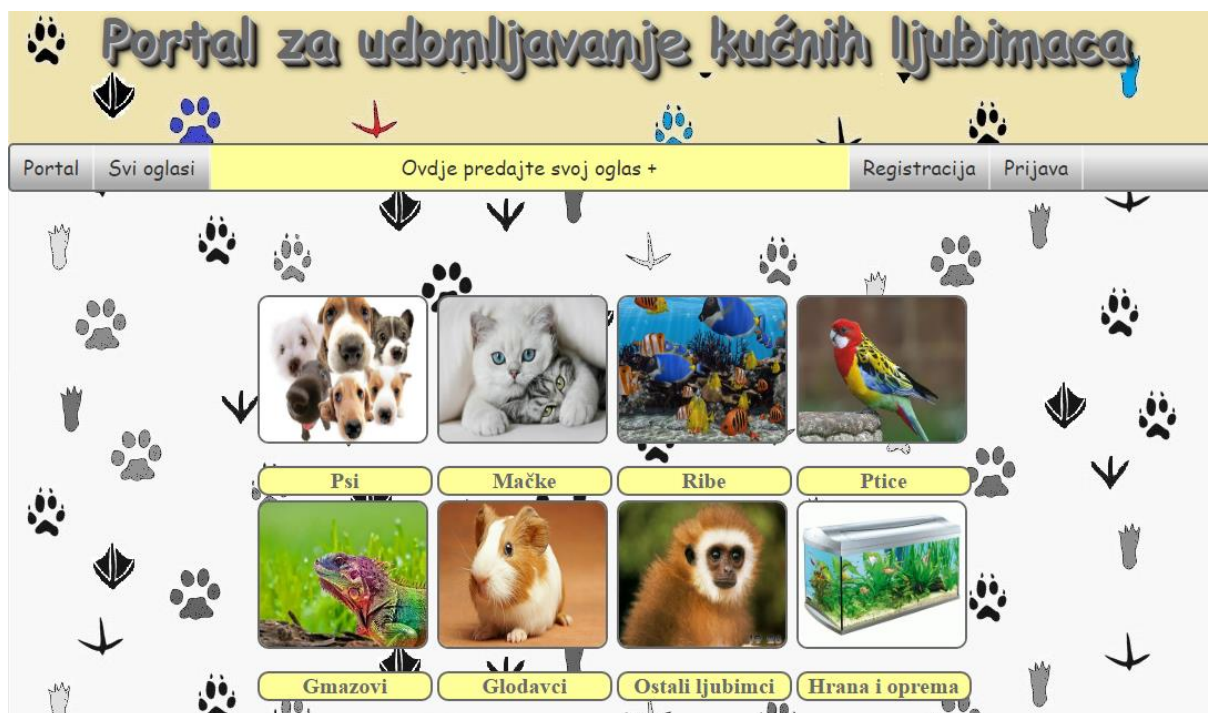 Portal za udomljavanje kućnih ljubimaca
Portal Svi oglasi Ovdje predajte svoj oglas + Registracija Prijava
Psi Mačke Ribe Ptice
Gmazovi Glodavci Ostali ljubimci Hrana i oprema